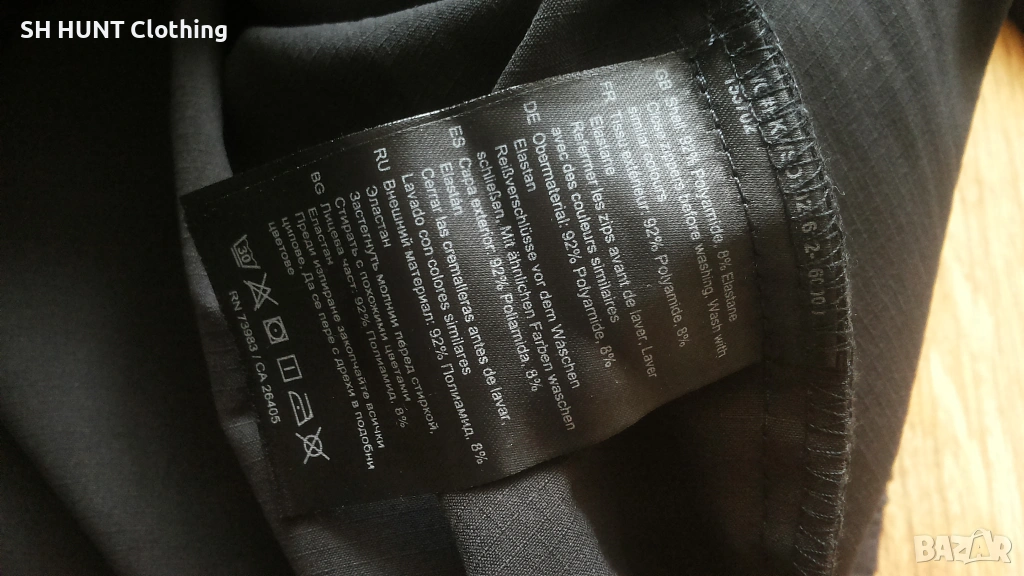 SH HUNT Clothing
GB Self: 92% Polyamide, 8% Elastane
Close zippers before washing, Wash with
similar colours
FR Tissu extérieur: 92% Polyamide, 8%
Elastane
Refermer les zips avant de laver, Laver
avec des couleurs similaires
DE Obermaterial: 92% Polyamide, 8%
Elastan
Reißverschlüsse vor dem Waschen
schließen. Mit ähnlichen Farben waschen
ES Capa exterior: 92% Poliamida, 8%
Elastán
Cerrar las cremalleras antes de lavar,
Lavado con colores similares
RU Внешний материал: 92% Полиамид, 8%
Эластан
Застегнуть молнии перед стиркой,
Стирать с похожими цветами
BG Лицева част: 92% Полиамид, 8%
Еластан
Преди изпиране закопчайте всички
ципове. Да се пере с дрехи в подобни
цветове
30
RN 73983 / CA 26405
BAZAR